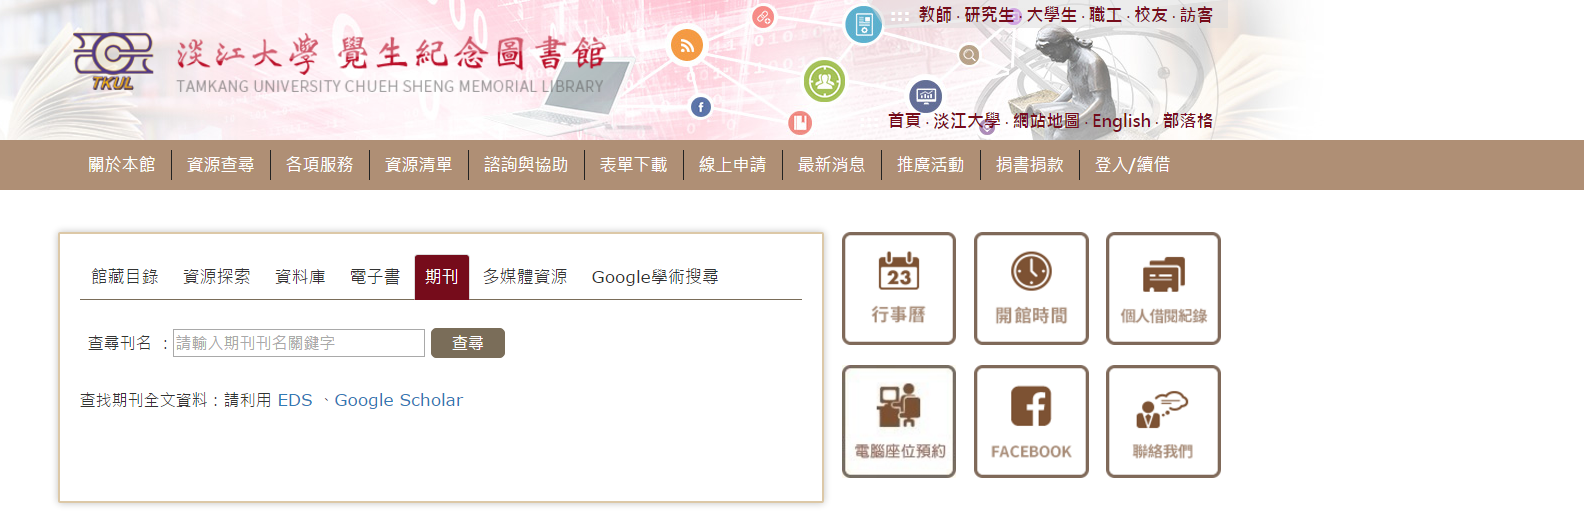 教師 · 研究生 · 大學生 · 職工 · 校友 · 訪客
TKUL
淡江大學 覺生紀念圖書館
TAMKANG UNIVERSITY CHUEH SHENG MEMORIAL LIBRARY
首頁 · 淡江大學 · 網站地圖 · English · 部落格
關於本館 資源查尋 各項服務 資源清單 諮詢與協助 表單下載 線上申請 最新消息 推廣活動 捐書捐款 登入/續借
館藏目錄 資源探索 資料庫 電子書 期刊 多媒體資源 Google學術搜尋
查尋刊名 : 請輸入期刊刊名關鍵字 查尋
查找期刊全文資料：請利用 EDS 、Google Scholar
23
行事曆
開館時間
個人借閱紀錄
電腦座位預約
FACEBOOK
聯絡我們